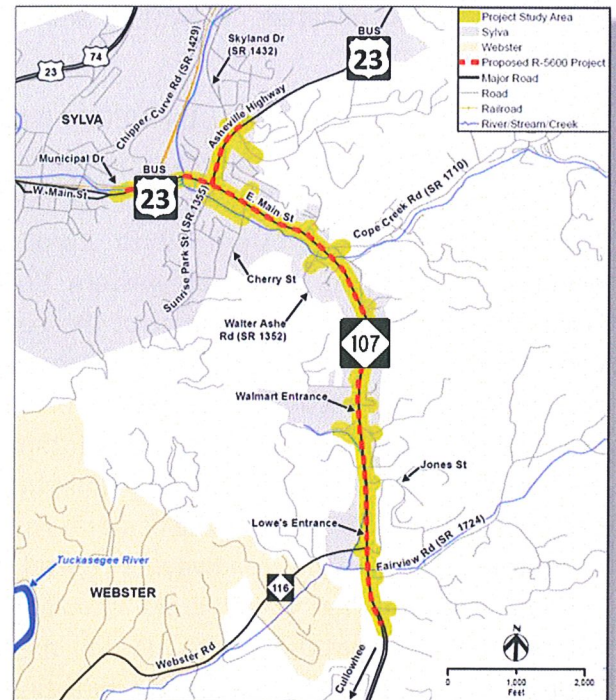 Project Study Area
Sylva
Webster
Proposed R-5600 Project
Major Road
Road
Railroad
River/Stream/Creek
BUS
23
74
23
Skyland Dr
(SR 1432)
Chipper Curve Rd (SR 1429)
Asheville Highway
SYLVA
Municipal Dr
BUS
23
W. Main St
E. Main St
Cope Creek Rd (SR 1710)
Sunrise Park St (SR 1355)
Cherry St
Walter Ashe
Rd (SR 1352)
107
Walmart Entrance
Jones St
Lowe's Entrance
Fairview Rd (SR 1724)
Tuckasegee River
WEBSTER
116
Webster Rd
Cullowhee
N
0 1,000 2,000
Feet